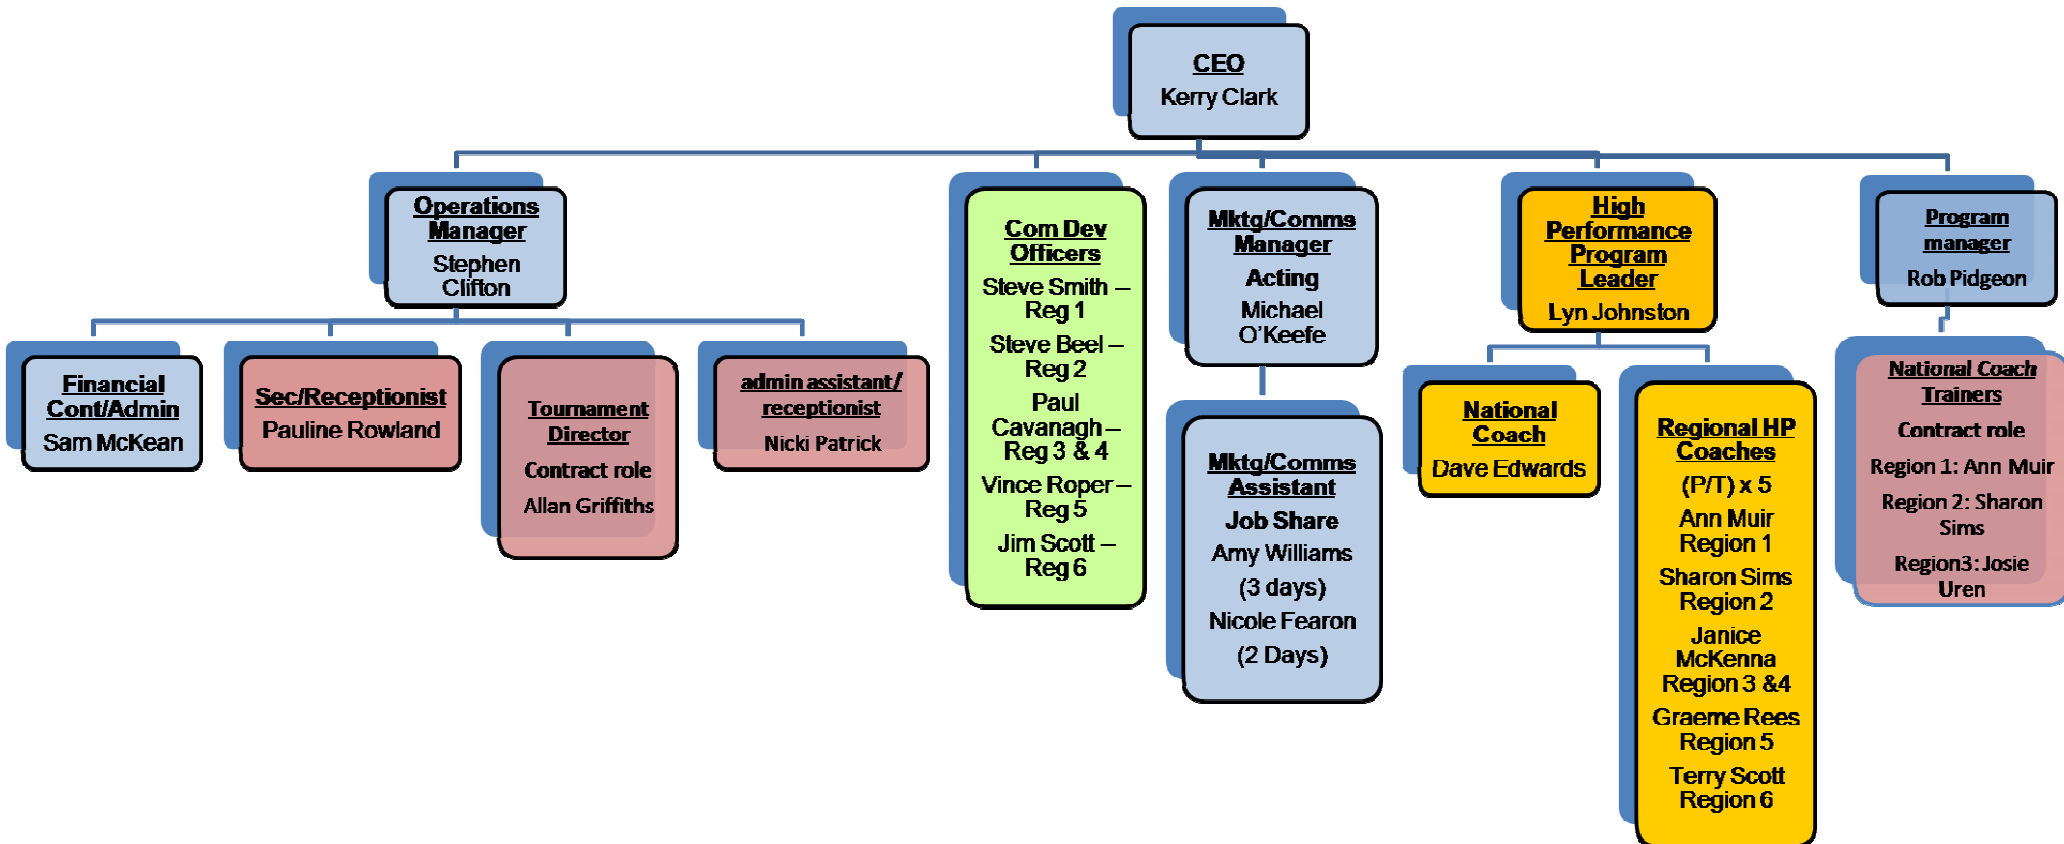 CEO
Kerry Clark
Operations
Manager
Stephen
Clifton
Financial
Cont/Admin
Sam McKean
Sec/Receptionist
Pauline Rowland
Tournament
Director
Contract role
Allan Griffiths
admin assistant/
receptionist
Nicki Patrick
Com Dev
Officers
Steve Smith –
Reg 1
Steve Beel –
Reg 2
Paul
Cavanagh –
Reg 3 & 4
Vince Roper –
Reg 5
Jim Scott –
Reg 6
Mktg/Comms
Manager
Acting
Michael
O'Keefe
Mktg/Comms
Assistant
Job Share
Amy Williams
(3 days)
Nicole Fearon
(2 Days)
High
Performance
Program
Leader
Lyn Johnston
National
Coach
Dave Edwards
Regional HP
Coaches
(P/T) x 5
Ann Muir
Region 1
Sharon Sims
Region 2
Janice
McKenna
Region 3 &4
Graeme Rees
Region 5
Terry Scott
Region 6
Program
manager
Rob Pidgeon
National Coach
Trainers
Contract role
Region 1: Ann Muir
Region 2: Sharon
Sims
Region3: Josie
Uren